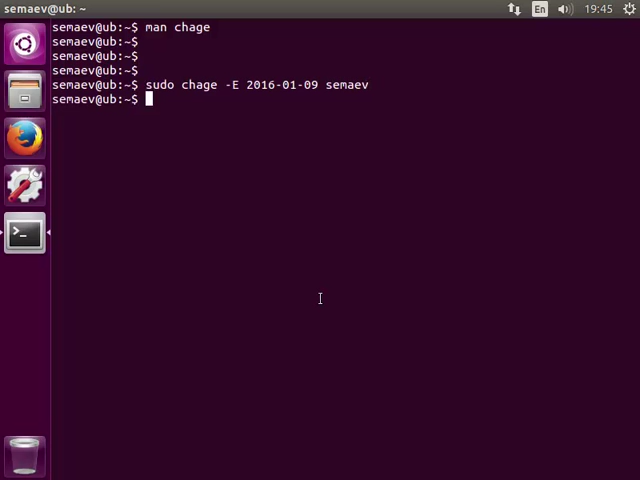 semaev@ub: ~
En
19:45
semaev@ub:~$ man chage
semaev@ub:~$
semaev@ub:~$
semaev@ub:~$
semaev@ub:~$ sudo chage -E 2016-01-09 semaev
semaev@ub:~$
>_